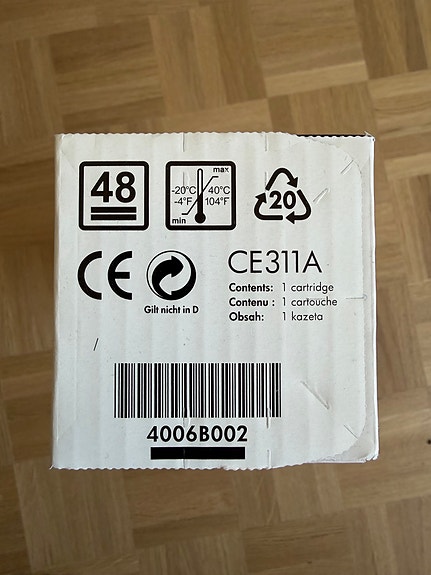 48
max
-20°C 40°C
-4°F 104°F
min
20
CE
Gilt nicht in D
CE311A
Contents: 1 cartridge
Contenu : 1 cartouche
Obsah: 1 kazeta
4006B002